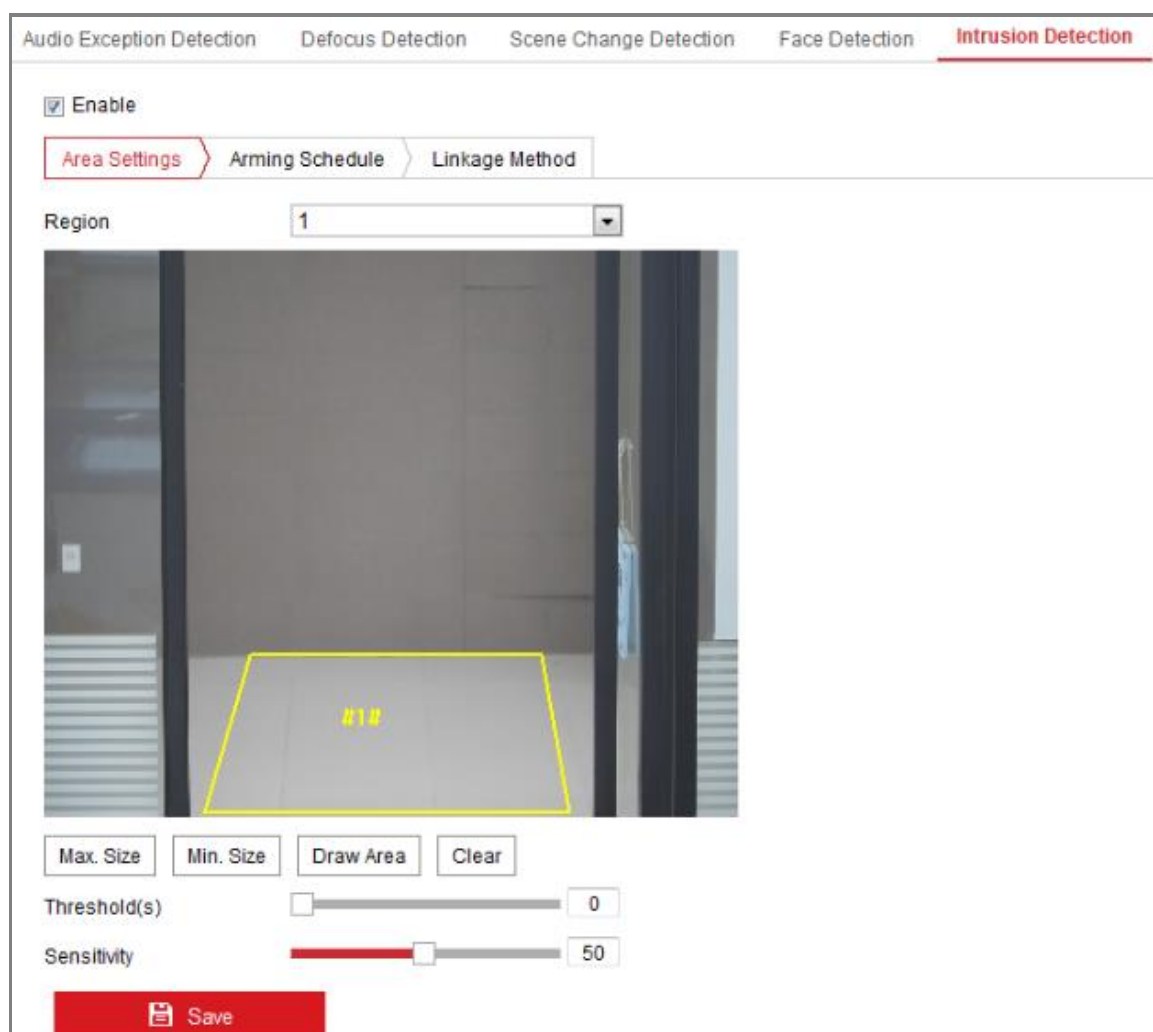 Audio Exception Detection Defocus Detection Scene Change Detection Face Detection Intrusion Detection
Enable
Area Settings Arming Schedule Linkage Method
Region 1
#1#
Max. Size Min. Size Draw Area Clear
Threshold(s) 0
Sensitivity 50
Save